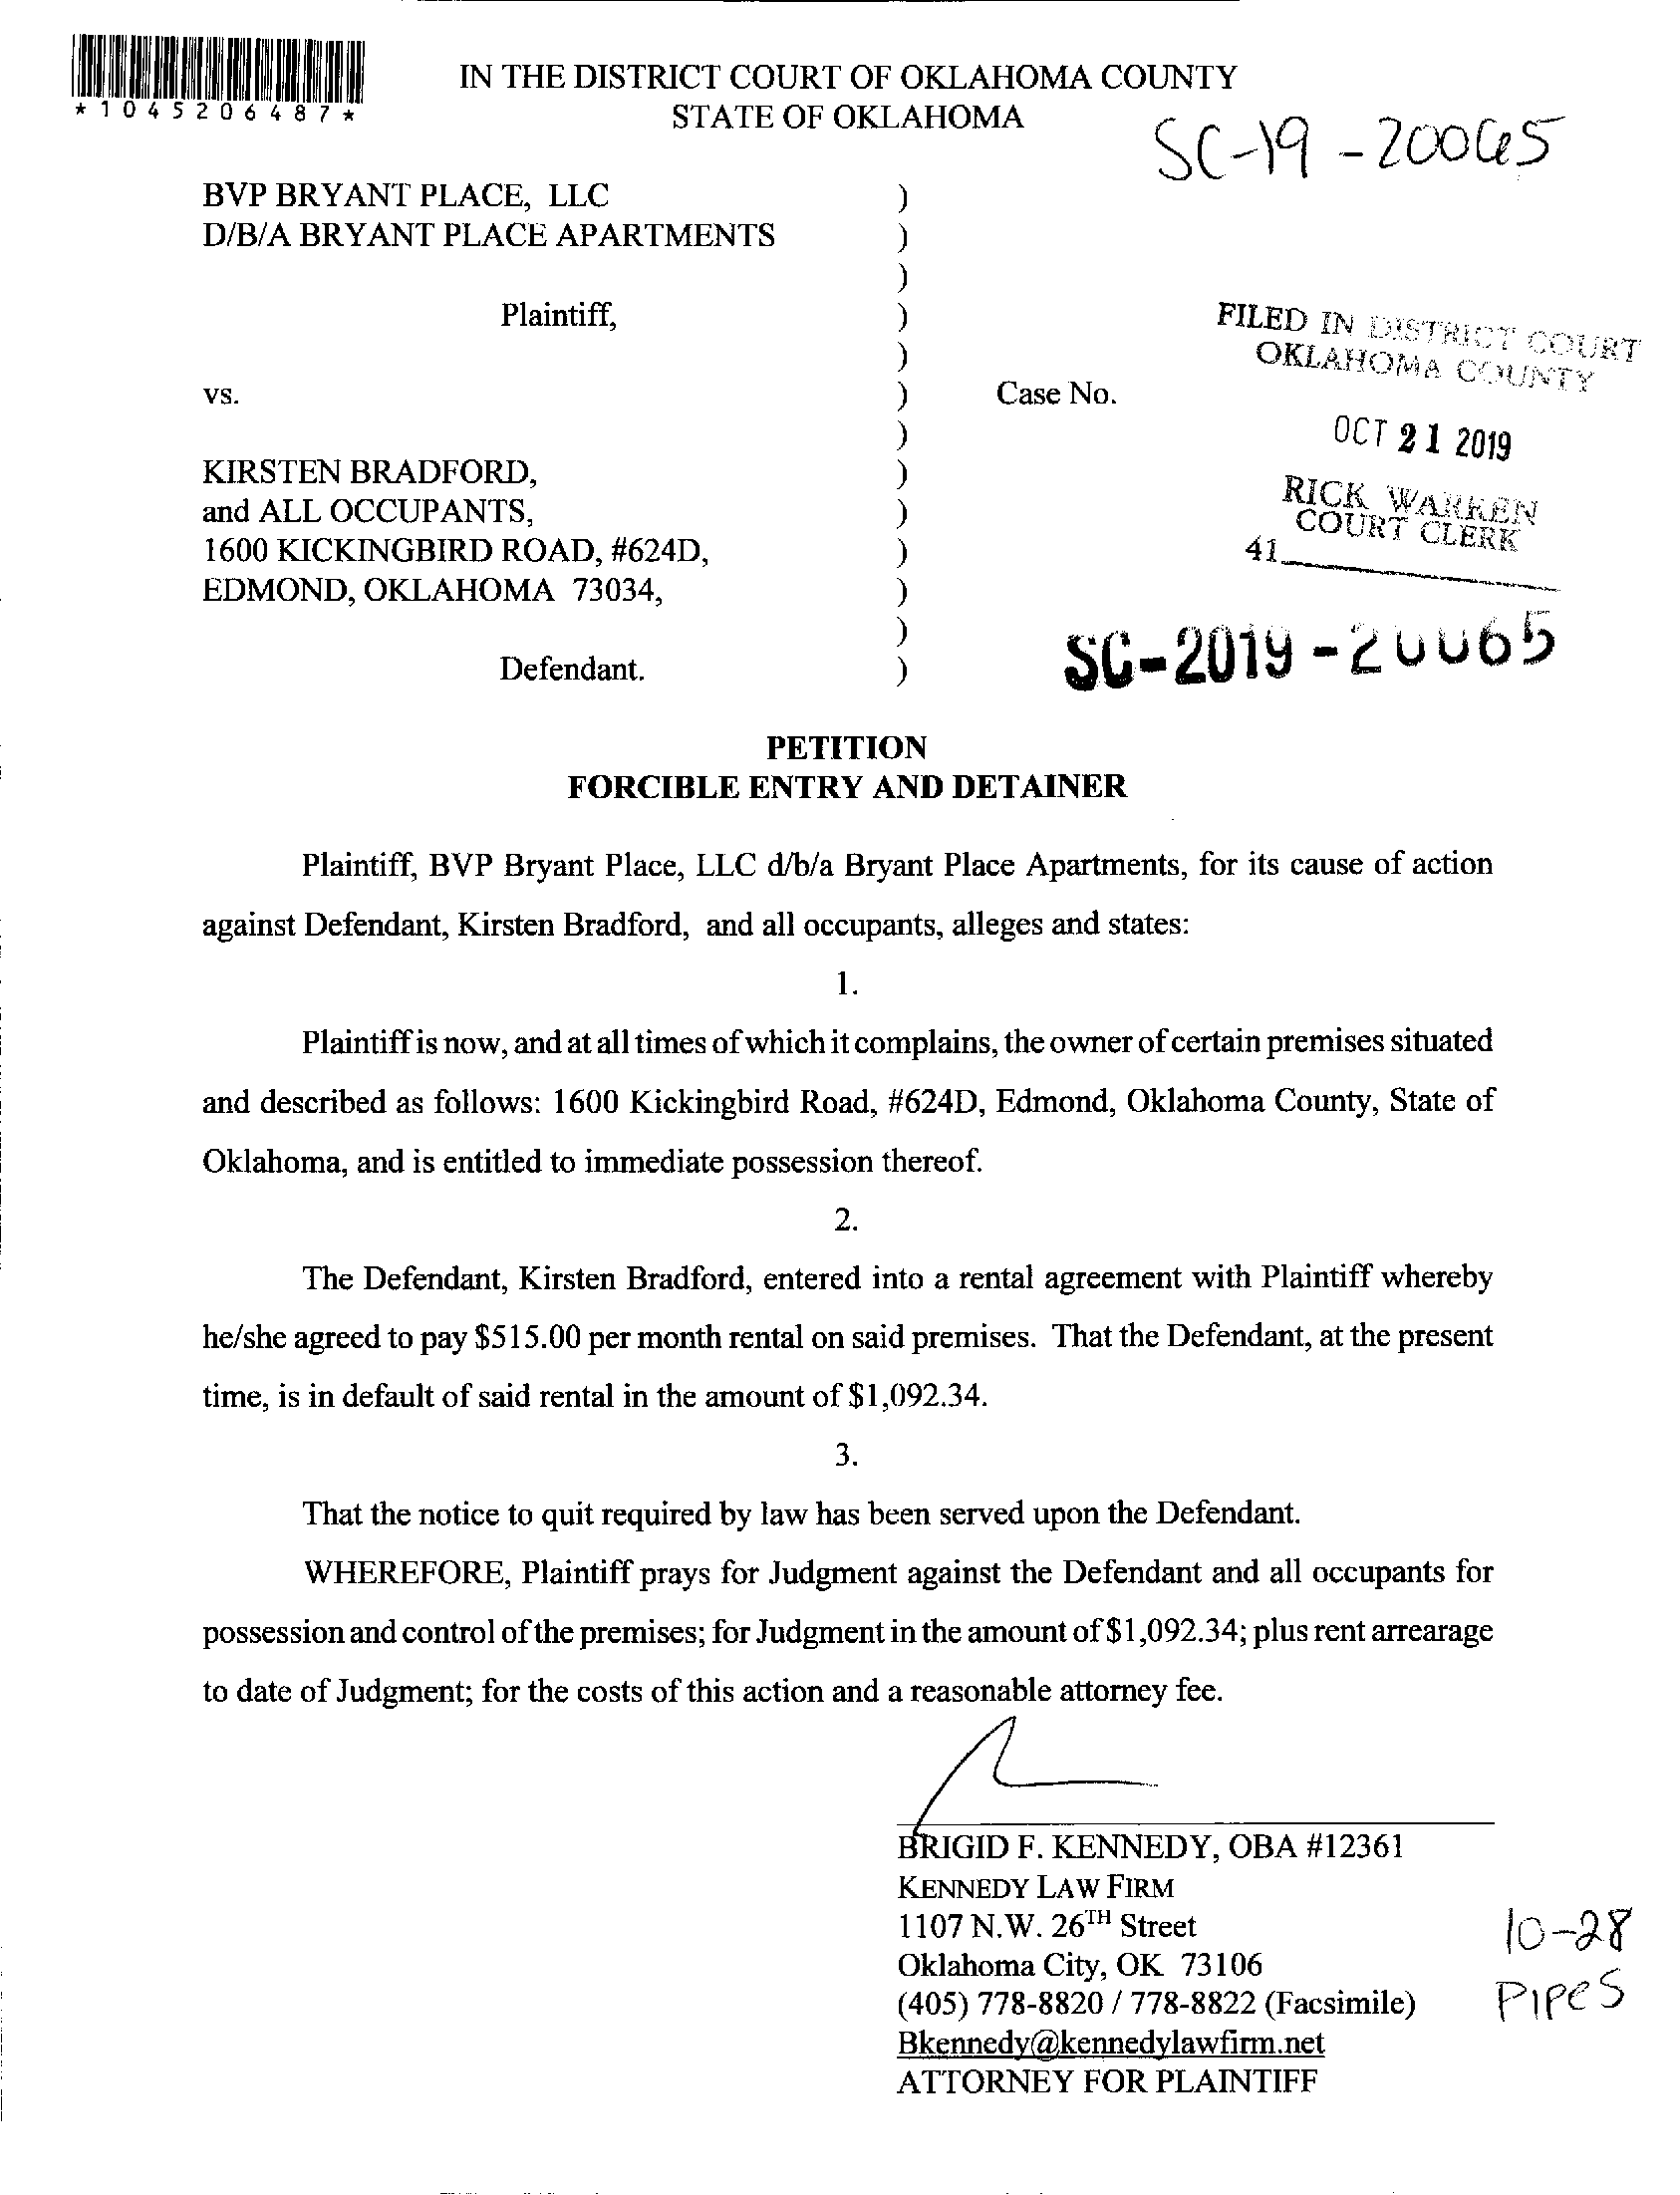 *1045206487*
IN THE DISTRICT COURT OF OKLAHOMA COUNTY
STATE OF OKLAHOMA
SC-19-20065
BVP BRYANT PLACE, LLC )
D/B/A BRYANT PLACE APARTMENTS )
)
Plaintiff, )
)
vs. ) Case No.
)
KIRSTEN BRADFORD, )
and ALL OCCUPANTS, )
1600 KICKINGBIRD ROAD, #624D, )
EDMOND, OKLAHOMA 73034, )
)
Defendant. )
FILED IN DISTRICT COURT
OKLAHOMA COUNTY
OCT 21 2019
RICK WARREN
COURT CLERK
41
SC-2019-20065
PETITION
FORCIBLE ENTRY AND DETAINER
Plaintiff, BVP Bryant Place, LLC d/b/a Bryant Place Apartments, for its cause of action
against Defendant, Kirsten Bradford, and all occupants, alleges and states:
1.
Plaintiff is now, and at all times of which it complains, the owner of certain premises situated
and described as follows: 1600 Kickingbird Road, #624D, Edmond, Oklahoma County, State of
Oklahoma, and is entitled to immediate possession thereof.
2.
The Defendant, Kirsten Bradford, entered into a rental agreement with Plaintiff whereby
he/she agreed to pay $515.00 per month rental on said premises. That the Defendant, at the present
time, is in default of said rental in the amount of $1,092.34.
3.
That the notice to quit required by law has been served upon the Defendant.
WHEREFORE, Plaintiff prays for Judgment against the Defendant and all occupants for
possession and control of the premises; for Judgment in the amount of $1,092.34; plus rent arrearage
to date of Judgment; for the costs of this action and a reasonable attorney fee.
BRIGID F. KENNEDY, OBA #12361
KENNEDY LAW FIRM
1107 N.W. 26TH Street
Oklahoma City, OK 73106
(405) 778-8820 / 778-8822 (Facsimile)
Bkennedy@kennedylawfirm.net
ATTORNEY FOR PLAINTIFF
10-28
PIPES